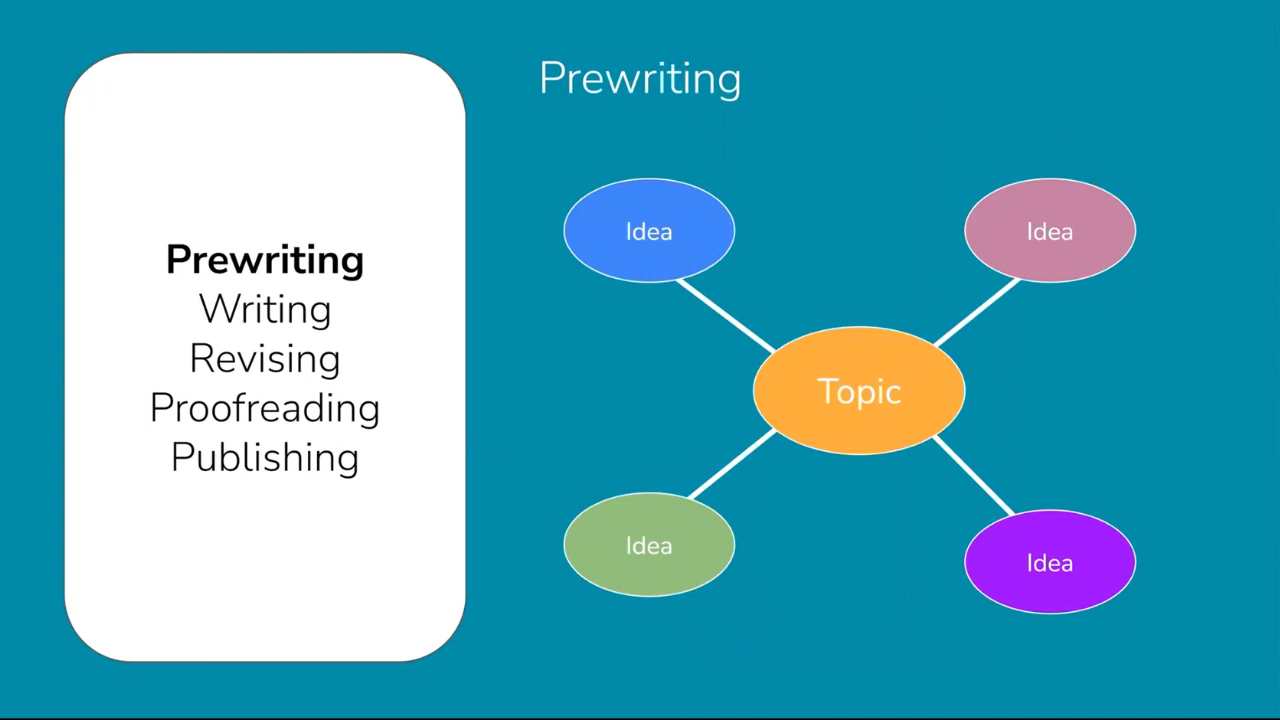 Prewriting
Writing
Revising
Proofreading
Publishing
Prewriting
Idea
Idea
Topic
Idea
Idea